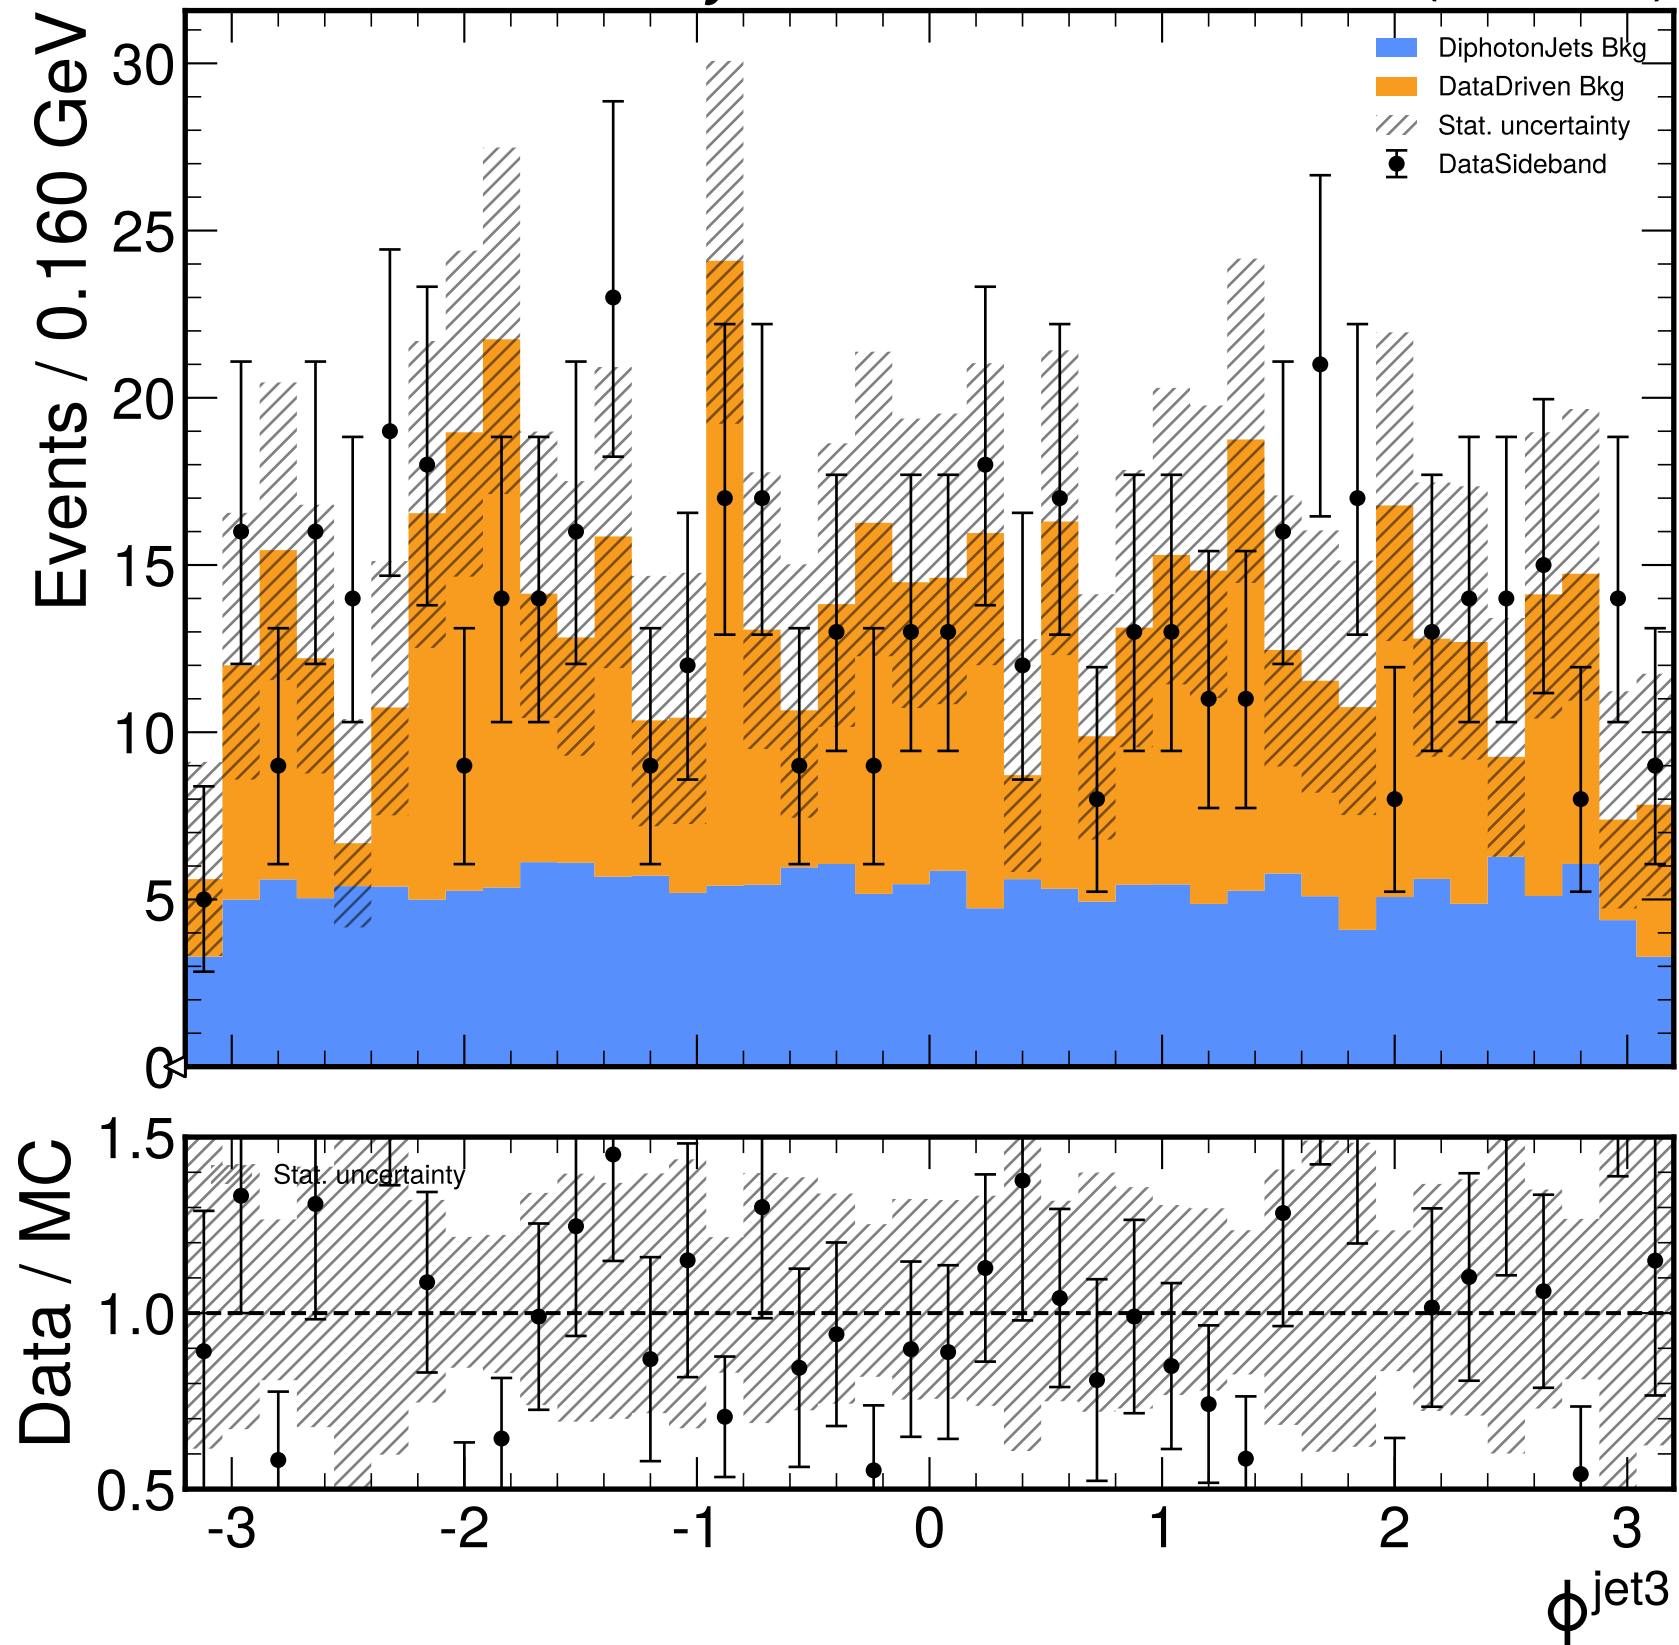 Events / 0.160 GeV
30
25
20
15
10
5
0
DiphotonJets Bkg
DataDriven Bkg
Stat. uncertainty
DataSideband
Data / MC
1.5
1.0
0.5
Stat. uncertainty
-3 -2 -1 0 1 2 3
ϕ^jet3